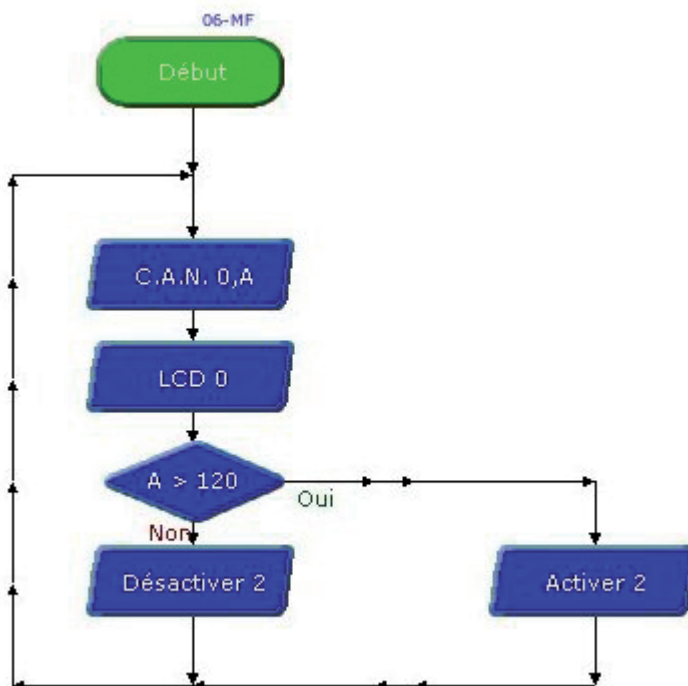 06-MF
Début
C.A.N. 0,A
LCD 0
A > 120
Oui
Non
Désactiver 2
Activer 2